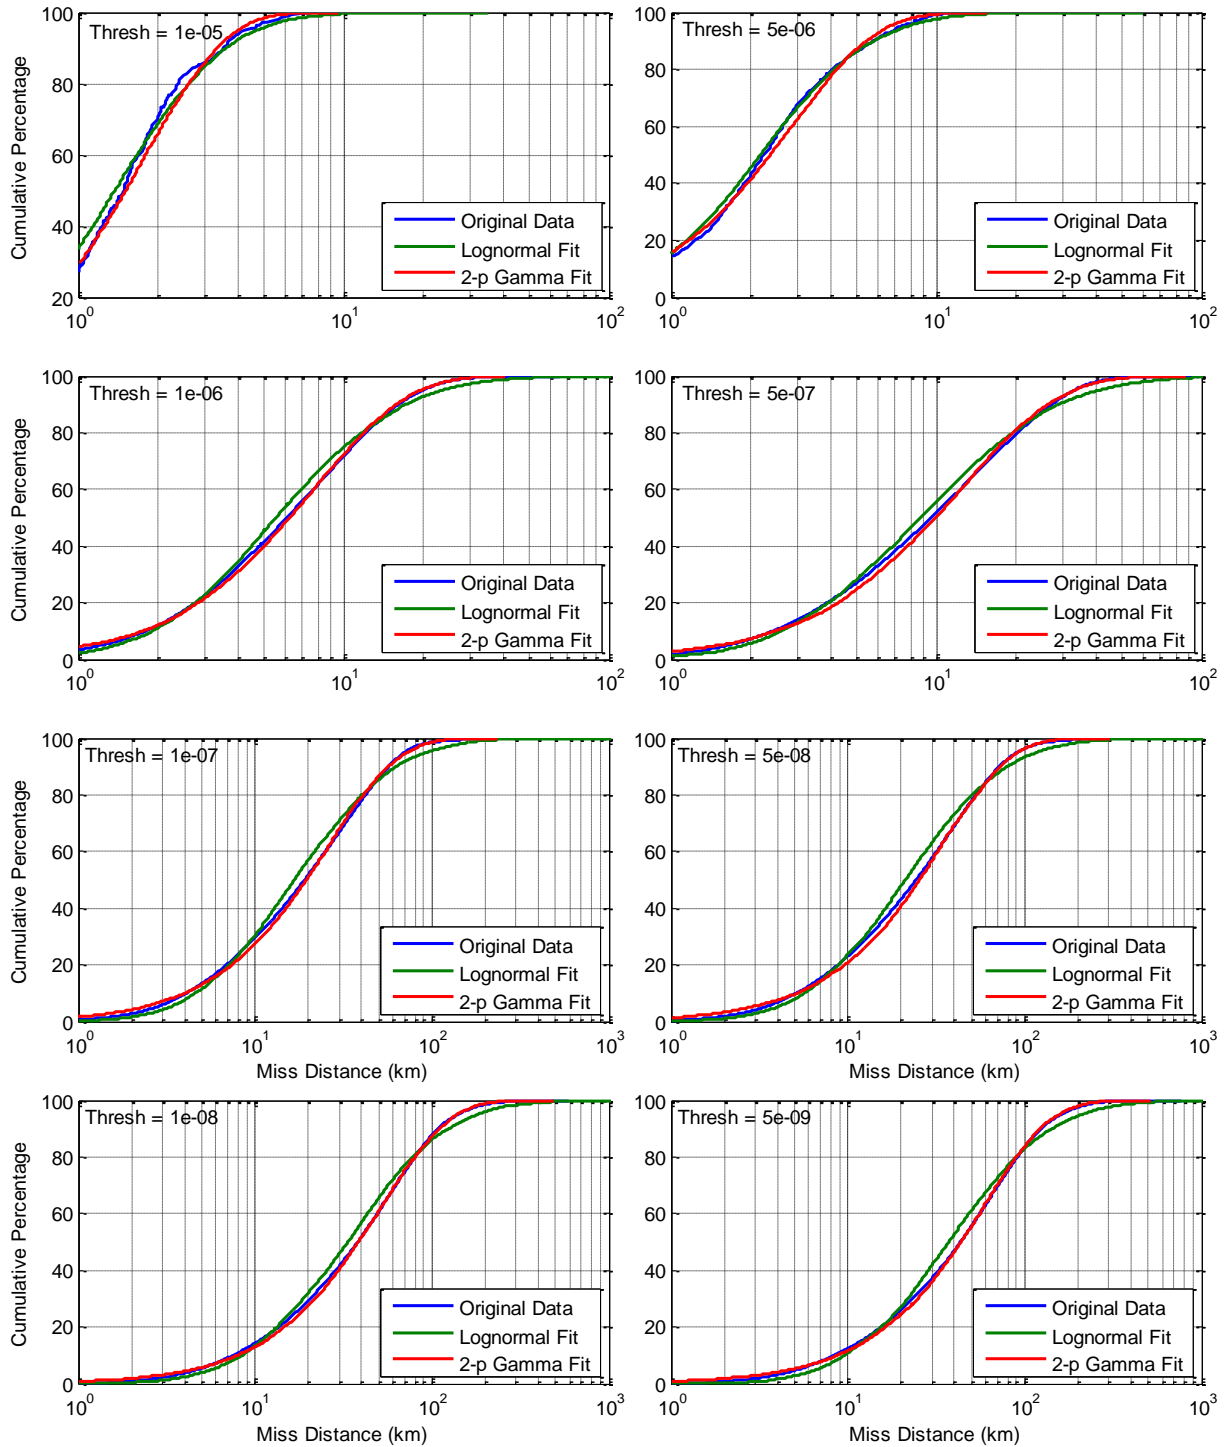 Thresh = 1e-05
Cumulative Percentage
100
80
60
40
20
Original Data
Lognormal Fit
2-p Gamma Fit
10^0
10^1
10^2
Thresh = 5e-06
100
80
60
40
20
0
Original Data
Lognormal Fit
2-p Gamma Fit
10^0
10^1
10^2
Thresh = 1e-06
Cumulative Percentage
100
80
60
40
20
0
Original Data
Lognormal Fit
2-p Gamma Fit
10^0
10^1
10^2
Thresh = 5e-07
100
80
60
40
20
0
Original Data
Lognormal Fit
2-p Gamma Fit
10^0
10^1
10^2
Thresh = 1e-07
Cumulative Percentage
100
80
60
40
20
0
Original Data
Lognormal Fit
2-p Gamma Fit
10^0
10^1
10^2
10^3
Miss Distance (km)
Thresh = 5e-08
100
80
60
40
20
0
Original Data
Lognormal Fit
2-p Gamma Fit
10^0
10^1
10^2
10^3
Miss Distance (km)
Thresh = 1e-08
Cumulative Percentage
100
80
60
40
20
0
Original Data
Lognormal Fit
2-p Gamma Fit
10^0
10^1
10^2
10^3
Miss Distance (km)
Thresh = 5e-09
100
80
60
40
20
0
Original Data
Lognormal Fit
2-p Gamma Fit
10^0
10^1
10^2
10^3
Miss Distance (km)